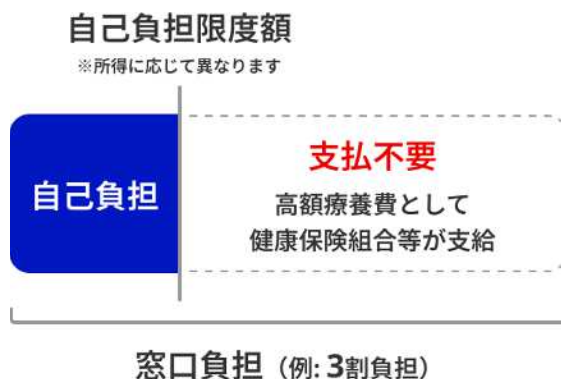 自己負担限度額
※所得に応じて異なります
自己負担
支払不要
高額療養費として
健康保険組合等が支給
窓口負担（例: 3割負担）